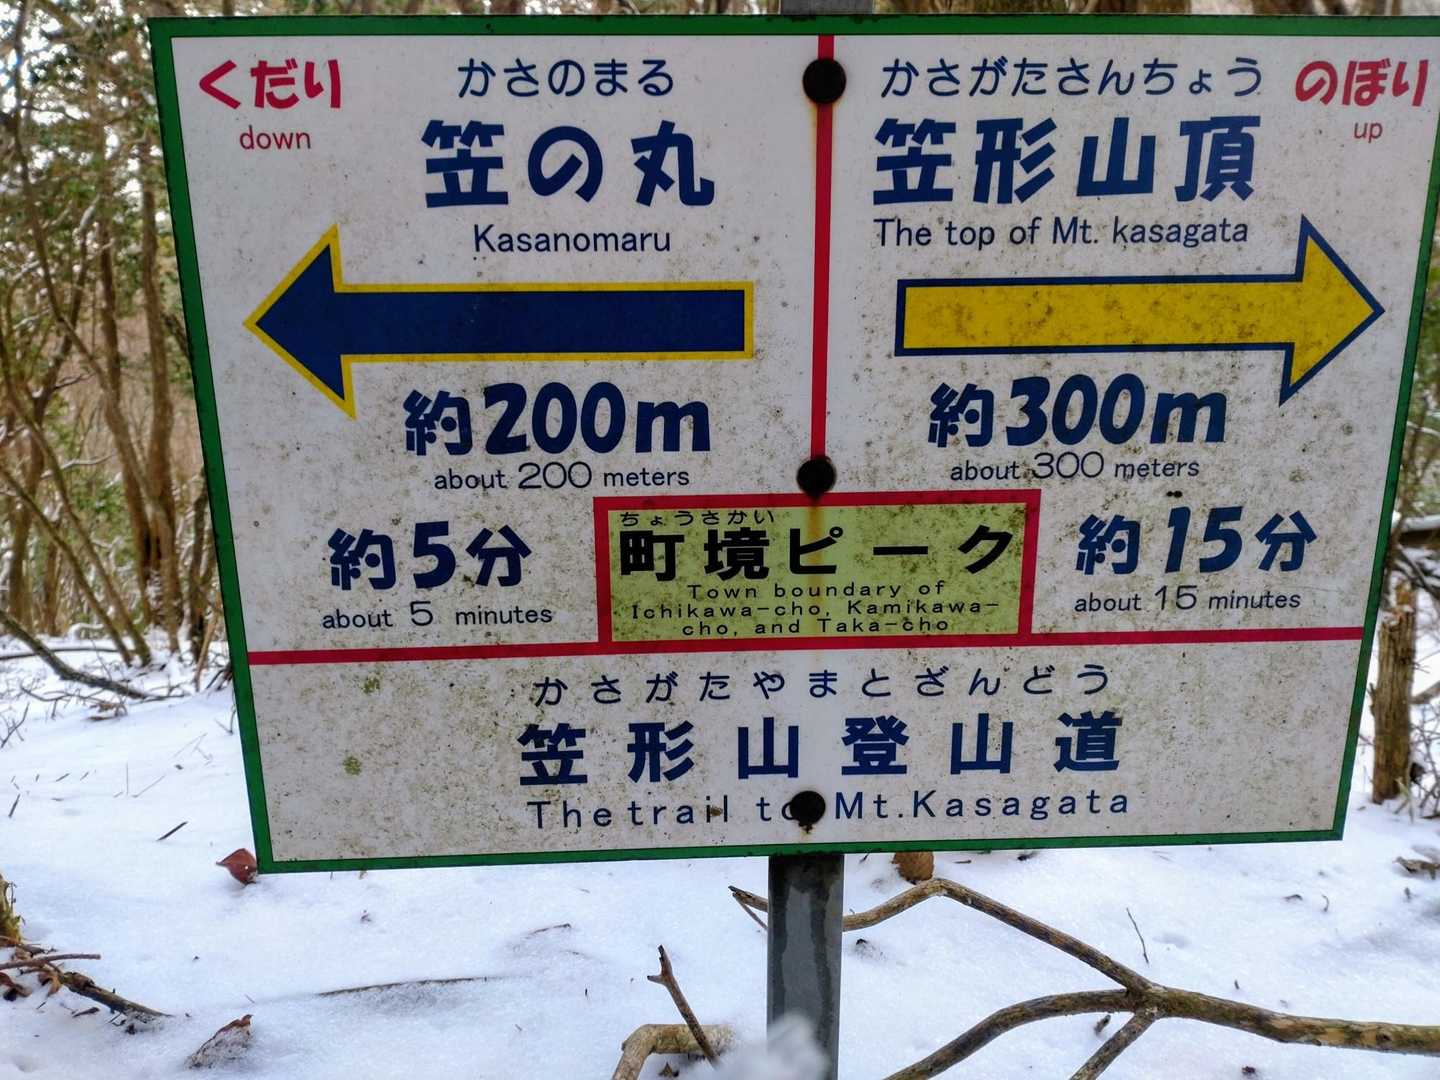 くだり
down
かさのまる
笠の丸
Kasanomaru
約200m
about 200 meters
約5分
about 5 minutes
かさがたさんちょう
笠形山頂
The top of Mt. kasagata
のぼり
up
約300m
about 300 meters
約15分
about 15 minutes
ちょうさかい
町境ピーク
Town boundary of
Ichikawa-cho, Kamikawa-
cho, and Taka-cho
かさがたやまとざんどう
笠形山登山道
The trail to Mt.Kasagata